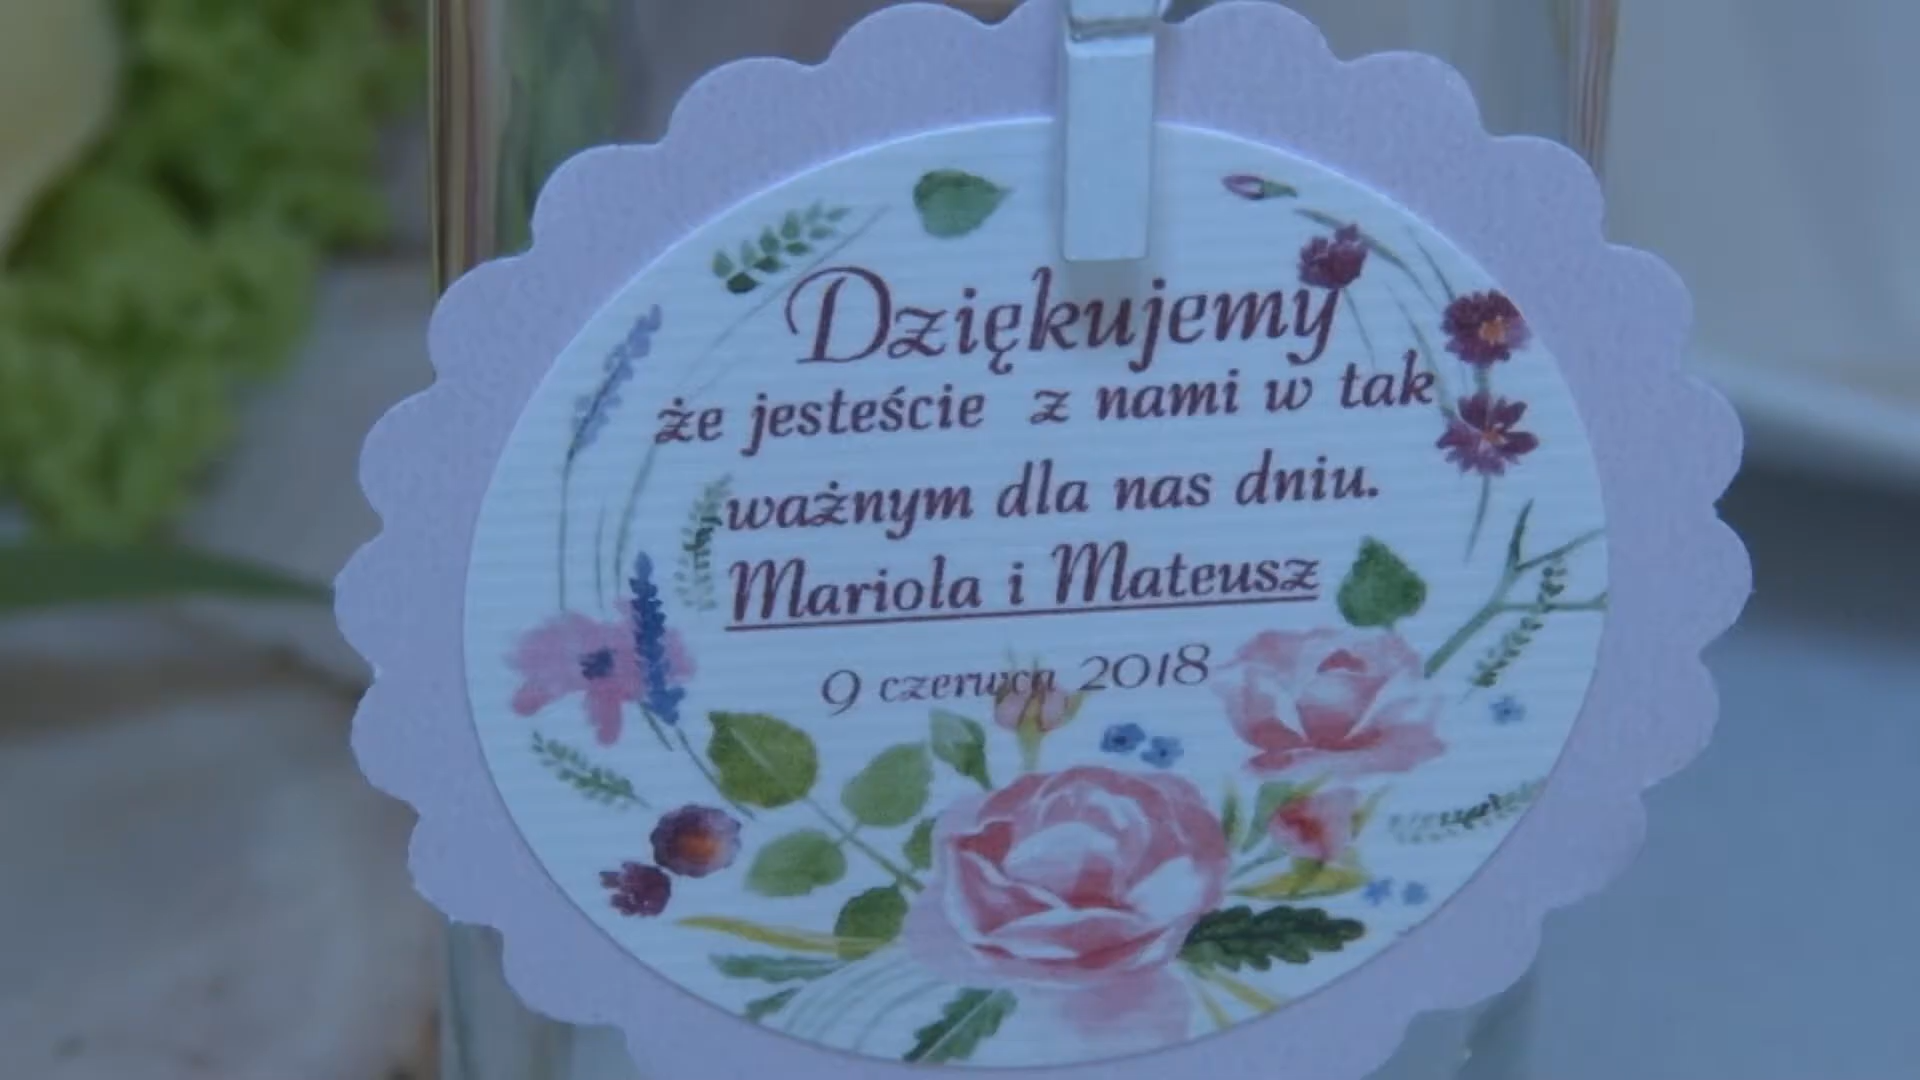 Dziękujemy
że jesteście z nami w tak
ważnym dla nas dniu.
Mariola i Mateusz
9 czerwca 2018